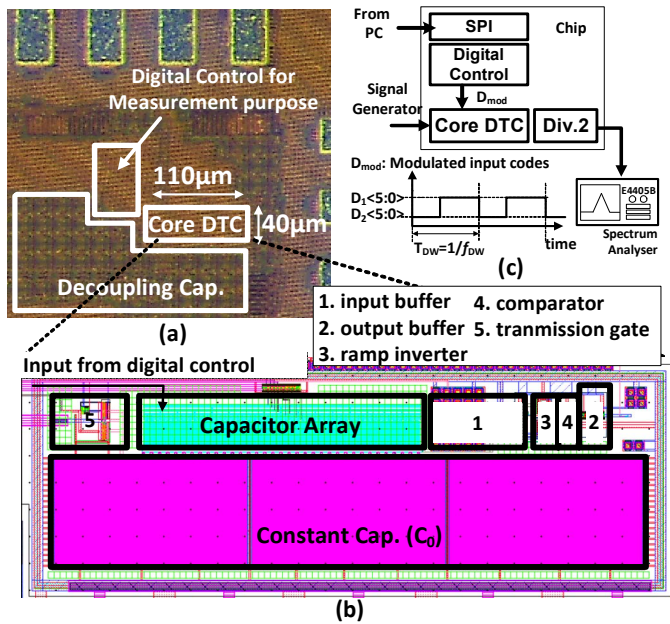 Digital Control for
Measurement purpose
110µm
Core DTC
40µm
Decoupling Cap.
(a)
From
PC
SPI
Chip
Digital
Control
Signal
Generator
Dmod
Core DTC
Div.2
Dmod: Modulated input codes
D1<5:0>
D2<5:0>
TDW=1/fDW
time
E4405B
Spectrum
Analyser
(c)
1. input buffer
2. output buffer
3. ramp inverter
4. comparator
5. tranmission gate
Input from digital control
5
Capacitor Array
1
3
4
2
Constant Cap. (C0)
(b)